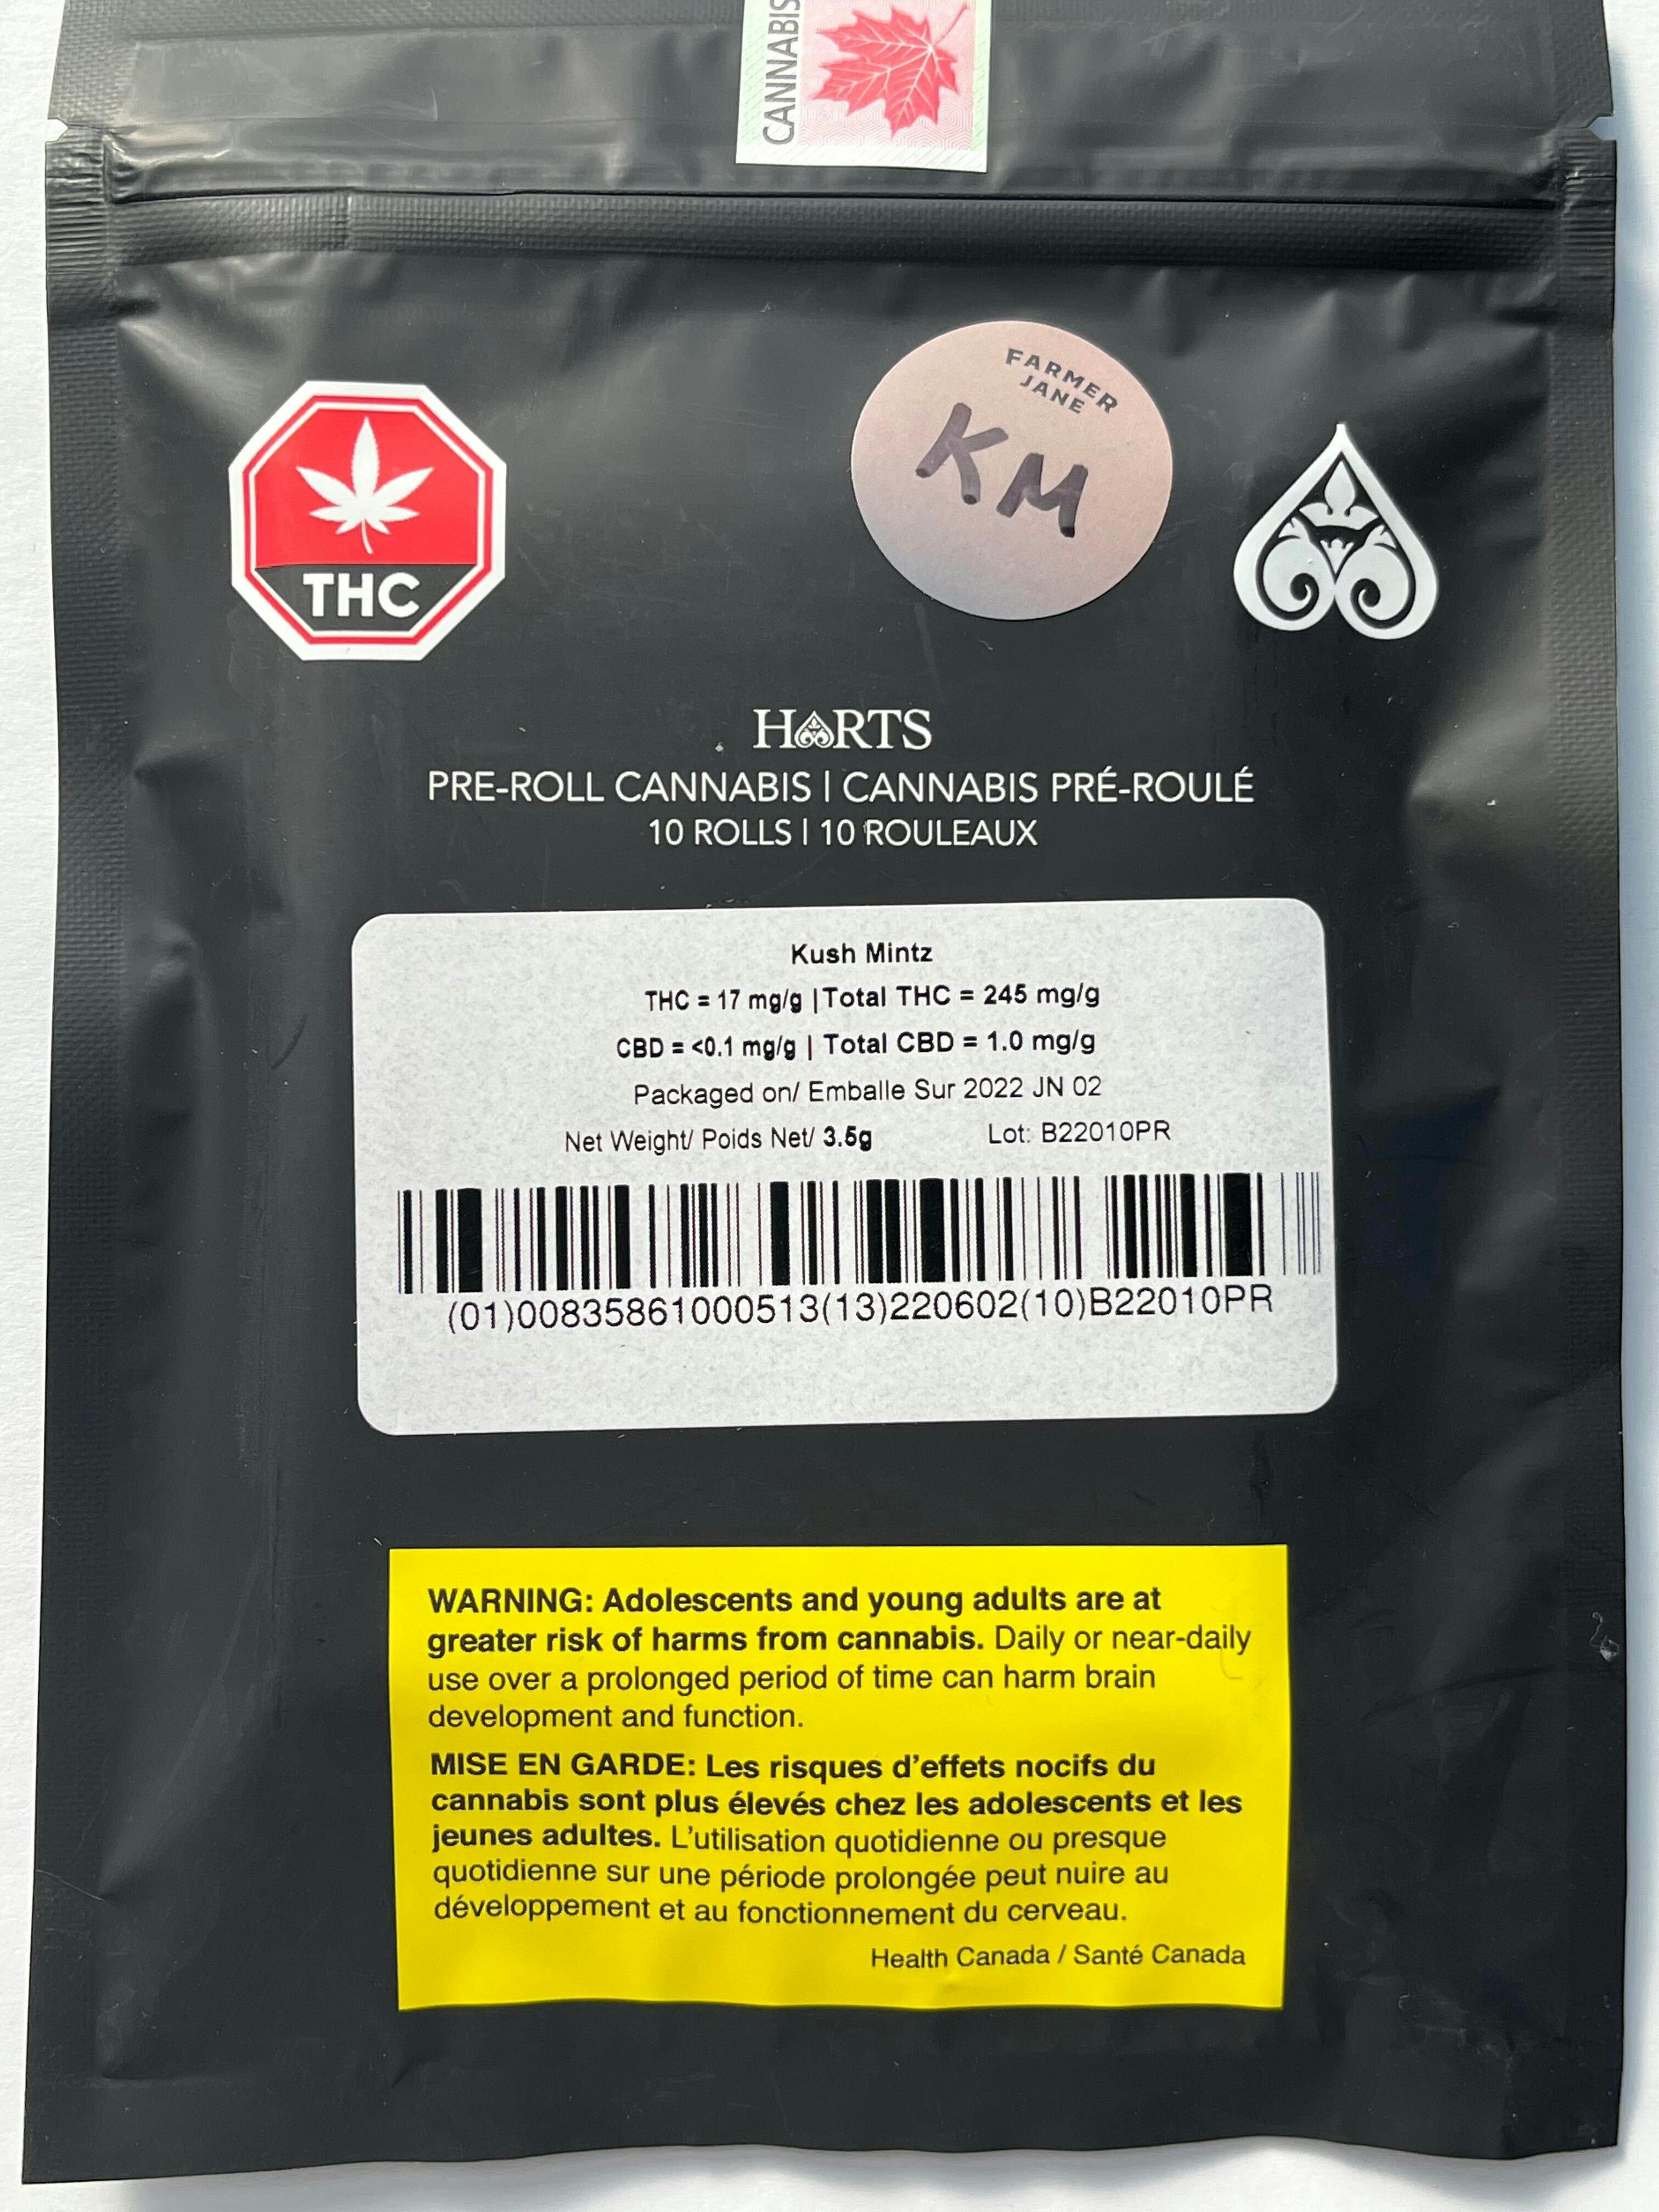 CANNABIS
FARMER
JANE
KM
THC
HARTS
PRE-ROLL CANNABIS | CANNABIS PRÉ-ROULÉ
10 ROLLS | 10 ROULEAUX
Kush Mintz
THC = 17 mg/g | Total THC = 245 mg/g
CBD = <0.1 mg/g | Total CBD = 1.0 mg/g
Packaged on/ Emballe Sur 2022 JN 02
Net Weight/ Poids Net/ 3.5g Lot: B22010PR
(01)00835861000513(13)220602(10)B22010PR
WARNING: Adolescents and young adults are at
greater risk of harms from cannabis. Daily or near-daily
use over a prolonged period of time can harm brain
development and function.
MISE EN GARDE: Les risques d'effets nocifs du
cannabis sont plus élevés chez les adolescents et les
jeunes adultes. L'utilisation quotidienne ou presque
quotidienne sur une période prolongée peut nuire au
développement et au fonctionnement du cerveau.
Health Canada / Santé Canada